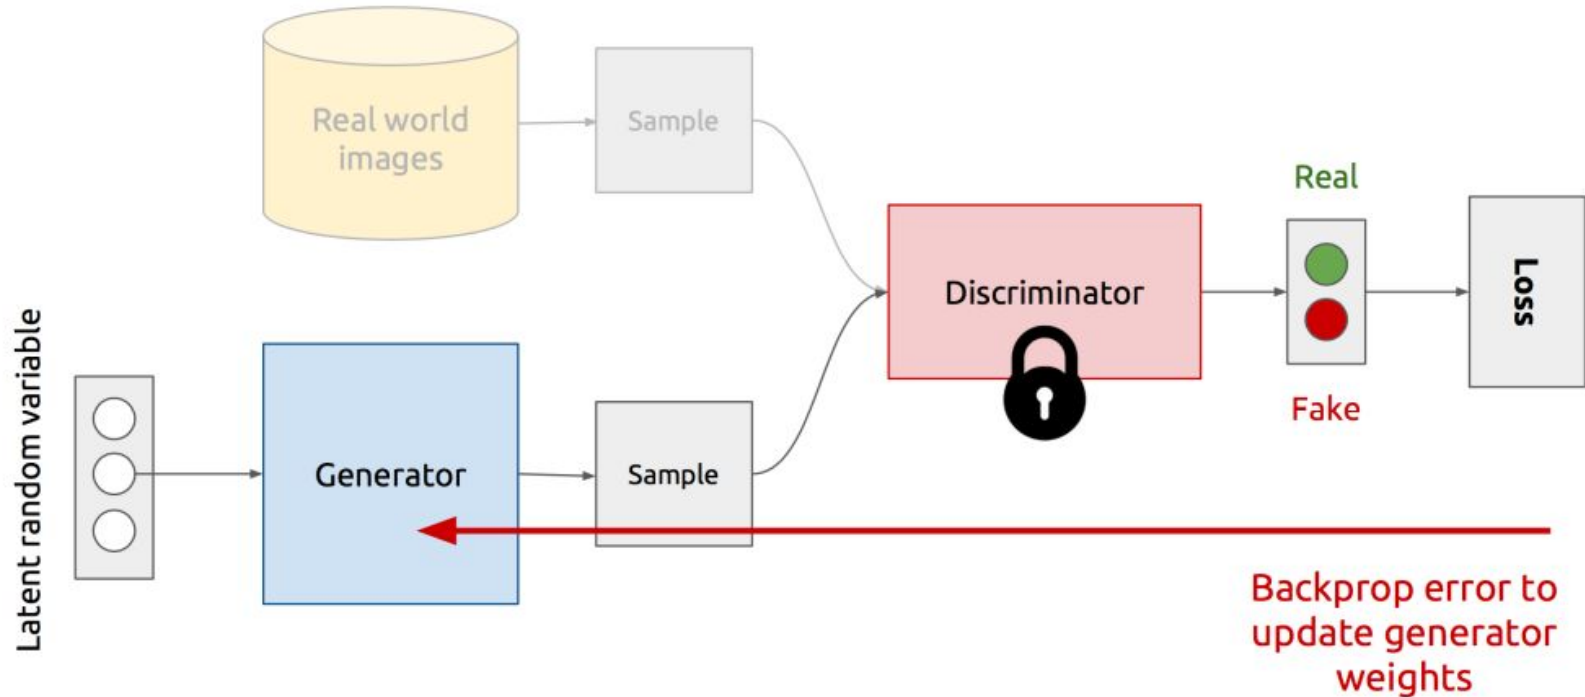 Real world
images
Sample
Real
Discriminator
Loss
Fake
Latent random variable
Generator
Sample
Backprop error to
update generator
weights